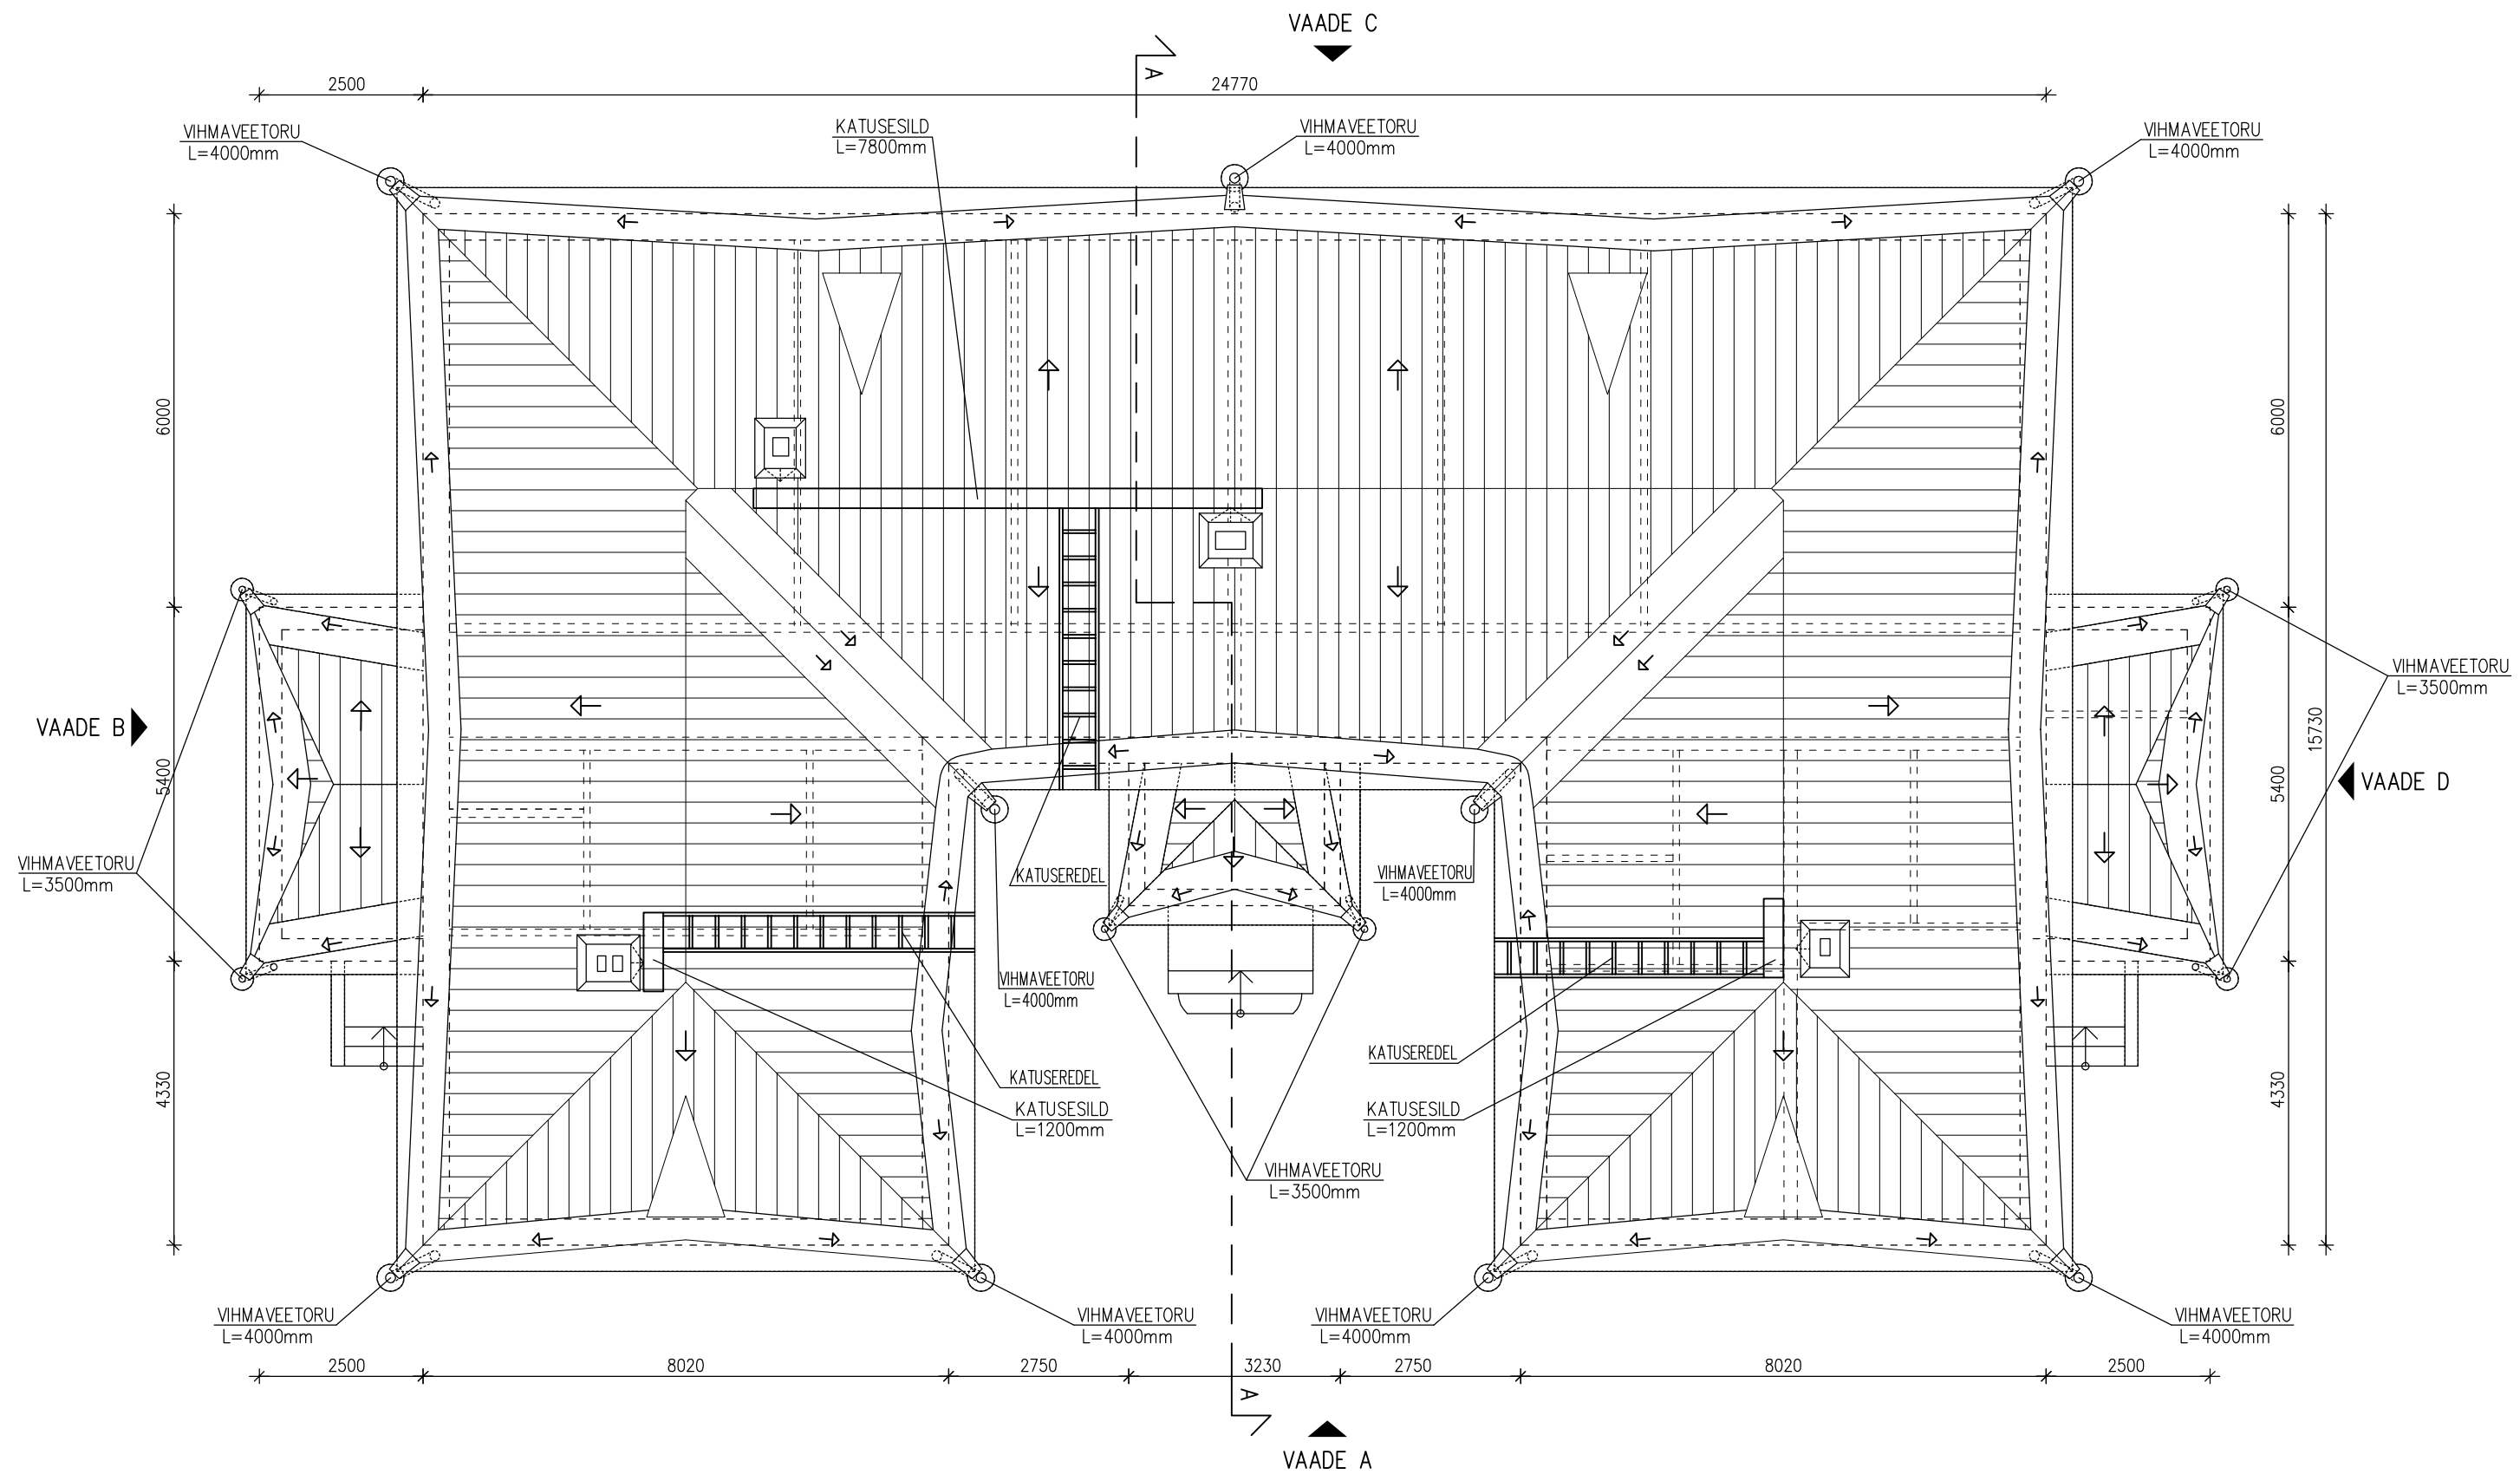 VAADE C
A
2500
24770
VIHMAVEETORU
L=4000mm
KATUSESILD
L=7800mm
VIHMAVEETORU
L=4000mm
VIHMAVEETORU
L=4000mm
6000
6000
VIHMAVEETORU
L=3500mm
VAADE B
15730
5400
5400
VAADE D
VIHMAVEETORU
L=3500mm
KATUSEREDEL
VIHMAVEETORU
L=4000mm
VIHMAVEETORU
L=4000mm
KATUSEREDEL
KATUSEREDEL
4330
4330
KATUSESILD
L=1200mm
KATUSESILD
L=1200mm
VIHMAVEETORU
L=3500mm
VIHMAVEETORU
L=4000mm
VIHMAVEETORU
L=4000mm
VIHMAVEETORU
L=4000mm
VIHMAVEETORU
L=4000mm
2500
8020
2750
3230
2750
8020
2500
A
VAADE A